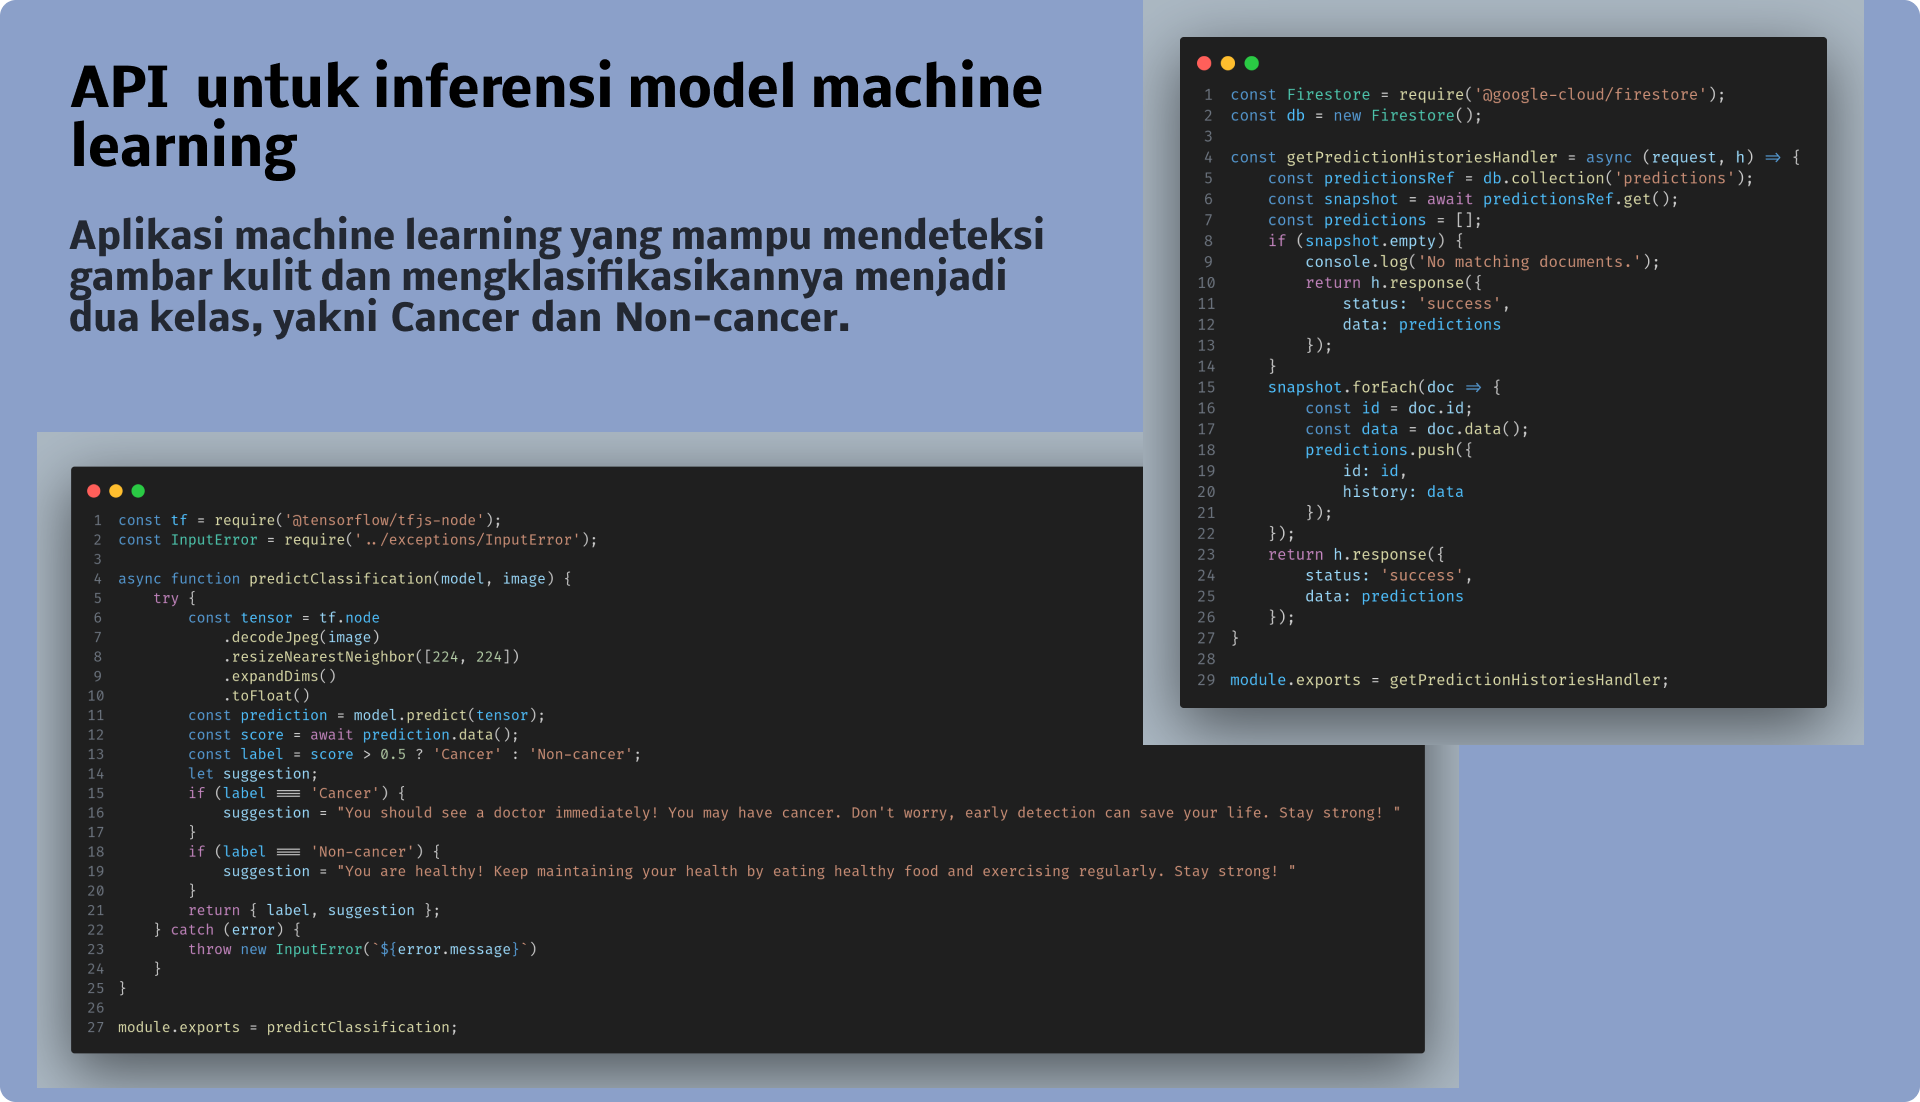 API  untuk inferensi model machine
learning
Aplikasi machine learning yang mampu mendeteksi
gambar kulit dan mengklasifikasikannya menjadi
dua kelas, yakni Cancer dan Non-cancer.
1 const tf = require('@tensorflow/tfjs-node');
2 const InputError = require('../exceptions/InputError');
3
4 async function predictClassification(model, image) {
5     try {
6         const tensor = tf.node
7             .decodeJpeg(image)
8             .resizeNearestNeighbor([224, 224])
9             .expandDims()
10             .toFloat()
11         const prediction = model.predict(tensor);
12         const score = await prediction.data();
13         const label = score > 0.5 ? 'Cancer' : 'Non-cancer';
14         let suggestion;
15         if (label === 'Cancer') {
16             suggestion = "You should see a doctor immediately! You may have cancer. Don't worry, early detection can save your life. Stay strong! "
17         }
18         if (label === 'Non-cancer') {
19             suggestion = "You are healthy! Keep maintaining your health by eating healthy food and exercising regularly. Stay strong! "
20         }
21         return { label, suggestion };
22     } catch (error) {
23         throw new InputError(`${error.message}`)
24     }
25 }
26
27 module.exports = predictClassification;
1 const Firestore = require('@google-cloud/firestore');
2 const db = new Firestore();
3
4 const getPredictionHistoriesHandler = async (request, h) => {
5     const predictionsRef = db.collection('predictions');
6     const snapshot = await predictionsRef.get();
7     const predictions = [];
8     if (snapshot.empty) {
9         console.log('No matching documents.');
10         return h.response({
11             status: 'success',
12             data: predictions
13         });
14     }
15     snapshot.forEach(doc => {
16         const id = doc.id;
17         const data = doc.data();
18         predictions.push({
19             id: id,
20             history: data
21         });
22     });
23     return h.response({
24         status: 'success',
25         data: predictions
26     });
27 }
28
29 module.exports = getPredictionHistoriesHandler;